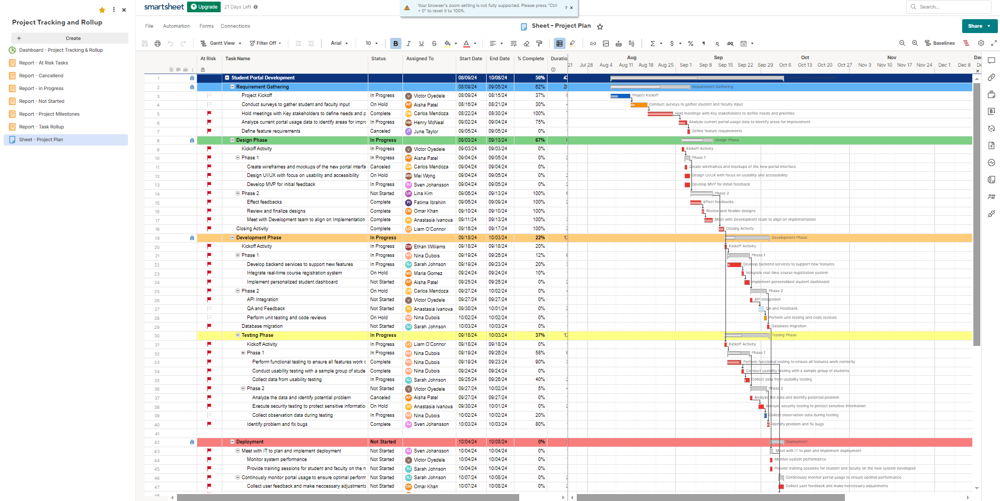 smartsheet Upgrade 21 Days Left
Your browser's zoom setting is not fully supported. Please press "Ctrl
+ 0" to reset it to 100%.
Search...
Project Tracking and Rollup
Create
Dashboard - Project Tracking & Rollup
Report - At Risk Tasks
Report - Cancellend
Report - in Progress
Report - Not Started
Report - Project Milestones
Report - Task Rollup
Sheet - Project Plan
File Automation Forms Connections
Sheet - Project Plan
Share
Gantt View Filter Off Arial 10 B I U S A Σ $ % Baselines
At Risk Task Name Status Assigned To Start Date End Date % Complete Duratio
Aug Sep Oct Nov Dec
21 Jul 28 Aug 4 Aug 11 Aug 18 Aug 25 Sep 1 Sep 8 Sep 15 Sep 22 Sep 29 Oct 6 Oct 13 Oct 20 Oct 27 Nov 3 Nov 10 Nov 17 Nov 24 Dec 1 Dec 8
1 Student Portal Development 08/09/24 10/08/24 50% Student Portal Development
2 Requirement Gathering 08/09/24 09/05/24 62% Requirement Gathering
3 Project Kickoff In Progress V Victor Oyedele 08/09/24 08/15/24 37% Project Kickoff
4 Conduct surveys to gather student and faculty input On Hold AP Aisha Patel 08/16/24 08/21/24 30% Conduct surveys to gather student and faculty input
5 Hold meetings with Key stakeholders to define needs and p Complete CM Carlos Mendoza 08/22/24 08/30/24 100% Hold meetings with Key stakeholders to define needs and priorities
6 Analyze current portal usage data to identify areas for impro In Progress HM Henry McNeal 09/02/24 09/04/24 75% Analyze current portal usage data to identify areas for improvement
7 Define feature requirements Canceled JT June Taylor 09/05/24 09/05/24 0% Define feature requirements
8 Design Phase In Progress 09/03/24 09/13/24 67% Design Phase
9 Kickoff Activity In Progress V Victor Oyedele 09/03/24 09/03/24 0% Kickoff Activity
10 Phase 1 In Progress AP Aisha Patel 09/04/24 09/05/24 0% Phase 1
11 Create wireframes and mockups of the new portal interfa Canceled CM Carlos Mendoza 09/04/24 09/04/24 0% Create wireframes and mockups of the new portal interface
12 Design UI/UX with focus on usability and accessibility On Hold MW Mei Wong 09/04/24 09/05/24 0% Design UI/UX with focus on usability and accessibility
13 Develop MVP for initial feedback In Progress SJ Sven Johansson 09/04/24 09/05/24 0% Develop MVP for initial feedback
14 Phase 2 Not Started LK Lina Kim 09/06/24 09/13/24 100% Phase 2
15 Effect feedbacks Complete FI Fatima Ibrahim 09/06/24 09/09/24 100% Effect feedbacks
16 Review and finalize designs Complete OK Omar Khan 09/10/24 09/10/24 100% Review and finalize designs
17 Meet with Development team to align on Implementation Complete AI Anastasia Ivanova 09/11/24 09/13/24 100% Meet with Development team to align on Implementation
18 Closing Activity Complete LO Liam O'Connor 09/16/24 09/17/24 100% Closing Activity
19 Development Phase In Progress 09/18/24 10/03/24 22% Development Phase
20 Kickoff Activity In Progress EW Ethan Williams 09/18/24 09/18/24 20% Kickoff Activity
21 Phase 1 In Progress ND Nina Dubois 09/19/24 09/26/24 12% Phase 1
22 Develop backend services to support new features In Progress SJ Sarah Johnson 09/19/24 09/23/24 20% Develop backend services to support new features
23 Integrate real-time course registration system On Hold MG Maria Gomez 09/24/24 09/24/24 10% Integrate real-time course registration system
24 Implement personalized student dashboard Not Started AP Aisha Patel 09/25/24 09/26/24 0% Implement personalized student dashboard
25 Phase 2 On Hold CM Carlos Mendoza 09/27/24 10/02/24 0% Phase 2
26 API Integration Not Started V Victor Oyedele 09/27/24 09/27/24 0% API Integration
27 QA and Feedback Not Started AI Anastasia Ivanova 09/30/24 10/01/24 0% QA and Feedback
28 Perform unit testing and code reviews On Hold ND Nina Dubois 10/02/24 10/02/24 0% Perform unit testing and code reviews
29 Database migration Not Started SJ Sarah Johnson 10/03/24 10/03/24 0% Database migration
30 Testing Phase In Progress 09/18/24 10/03/24 37% Testing Phase
31 Kickoff Activity In Progress LO Liam O'Connor 09/18/24 09/18/24 0% Kickoff Activity
32 Phase 1 In Progress ND Nina Dubois 09/19/24 09/26/24 58% Phase 1
33 Perform functional testing to ensure all features work c Complete ND Nina Dubois 09/19/24 09/23/24 90% Perform functional testing to ensure all features work correctly
34 Conduct usability testing with a sample group of stude Complete ND Nina Dubois 09/24/24 09/24/24 0% Conduct usability testing with a sample group of students
35 Collect data from usability testing In Progress SJ Sarah Johnson 09/25/24 09/26/24 40% Collect data from usability testing
36 Phase 2 Not Started V Victor Oyedele 09/27/24 10/02/24 5% Phase 2
37 Analyze the data and identify potential problem Canceled AP Aisha Patel 09/27/24 09/27/24 0% Analyze the data and identify potential problem
38 Execute security testing to protect sensitive informatio On Hold AI Anastasia Ivanova 09/30/24 10/01/24 0% Execute security testing to protect sensitive information
39 Collect observation data during testing In Progress ND Nina Dubois 10/02/24 10/02/24 20% Collect observation data during testing
40 Identify problem and fix bugs Complete SJ Sven Johansson 10/03/24 10/03/24 80% Identify problem and fix bugs
41
42 Deployment Not Started 10/04/24 10/08/24 0% Deployment
43 Meet with IT to plan and implement deployment Not Started SJ Sven Johansson 10/04/24 10/04/24 0% Meet with IT to plan and implement deployment
44 Monitor system performance Not Started V Victor Oyedele 10/04/24 10/04/24 0% Monitor system performance
45 Provide training sessions for student and faculty on the n Not Started SJ Sarah Johnson 10/04/24 10/04/24 0% Provide training sessions for student and faculty on the new system developed
46 Continously monitor portal usage to ensure optimal perform Not Started SJ Sarah Johnson 10/07/24 10/08/24 0% Continously monitor portal usage to ensure optimal performance
47 Collect user feedback and make neccessary adjustments Not Started OK Omar Khan 10/07/24 10/08/24 0% Collect user feedback and make neccessary adjustments